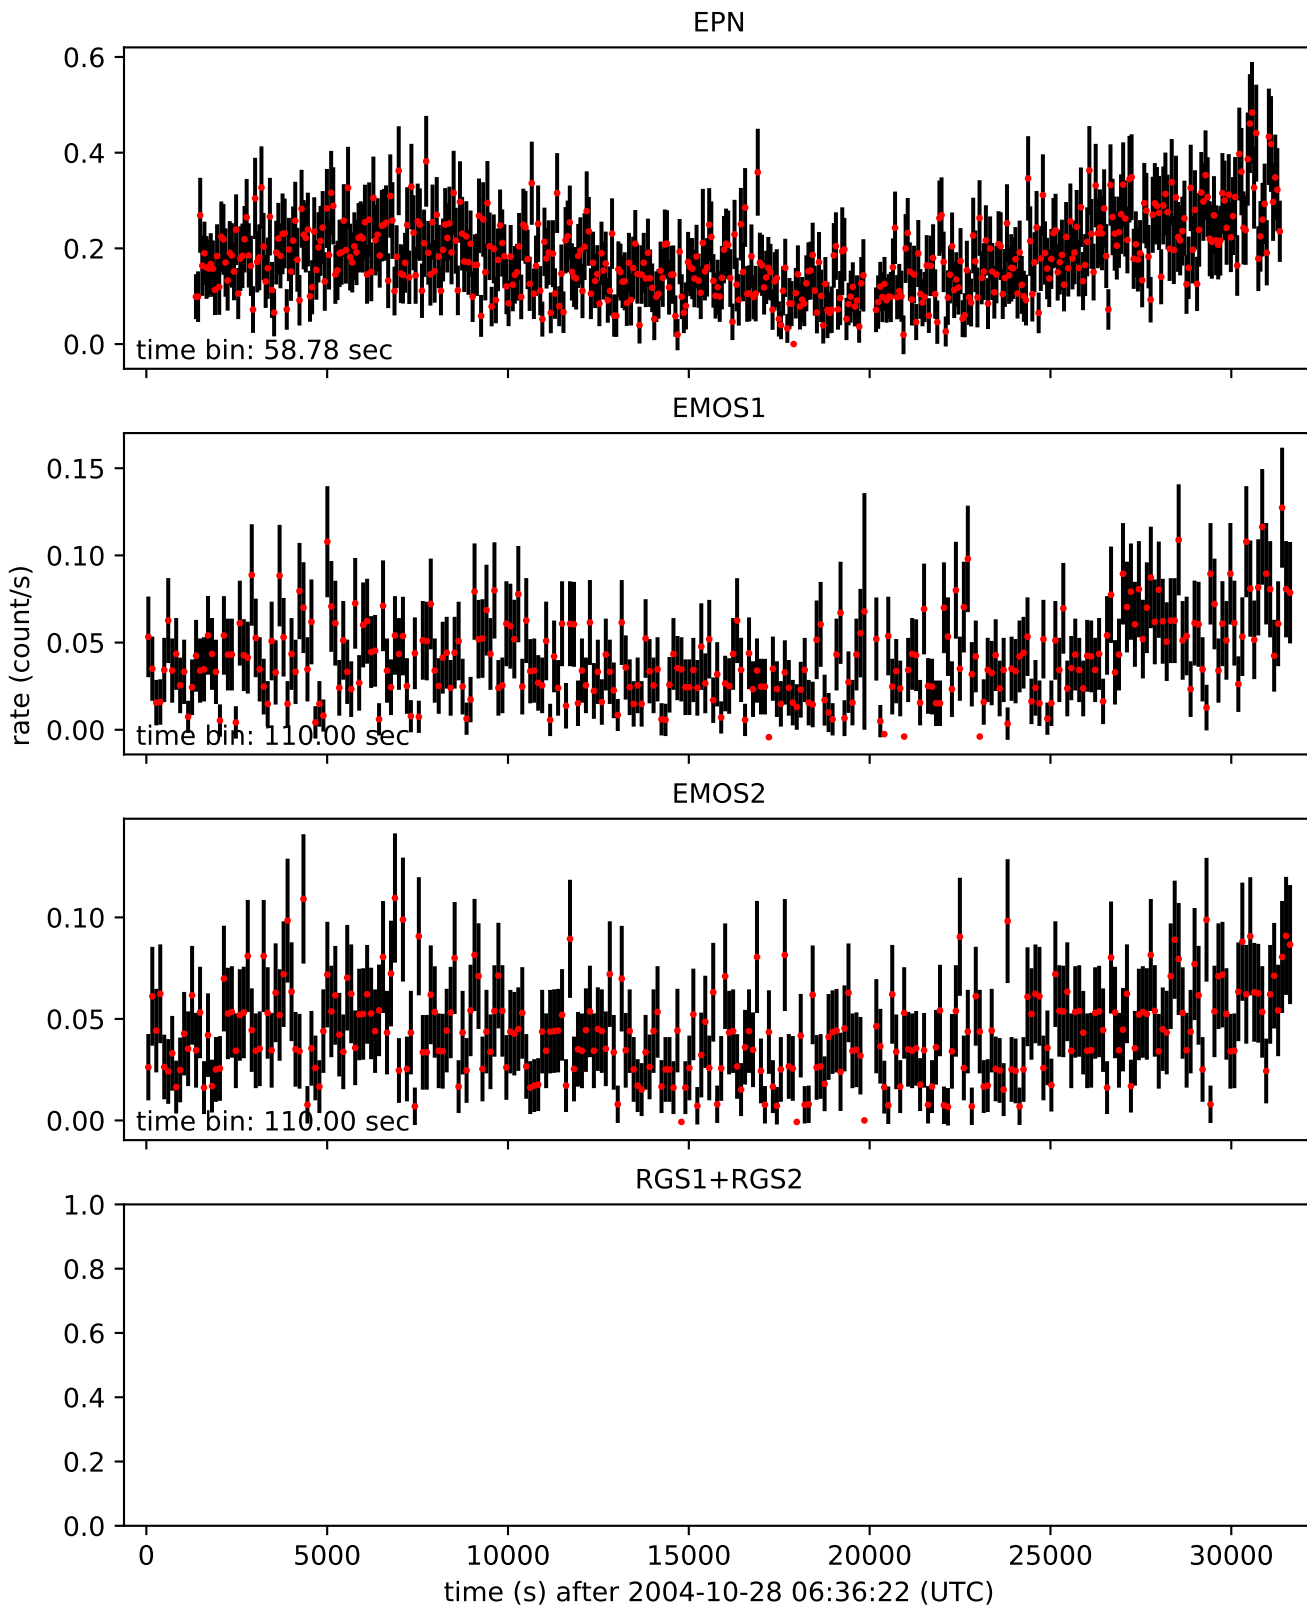 EPN
0.6
0.4
0.2
0.0
time bin: 58.78 sec
EMOS1
0.15
0.10
0.05
0.00
time bin: 110.00 sec
rate (count/s)
EMOS2
0.10
0.05
0.00
time bin: 110.00 sec
RGS1+RGS2
1.0
0.8
0.6
0.4
0.2
0.0
0 5000 10000 15000 20000 25000 30000
time (s) after 2004-10-28 06:36:22 (UTC)